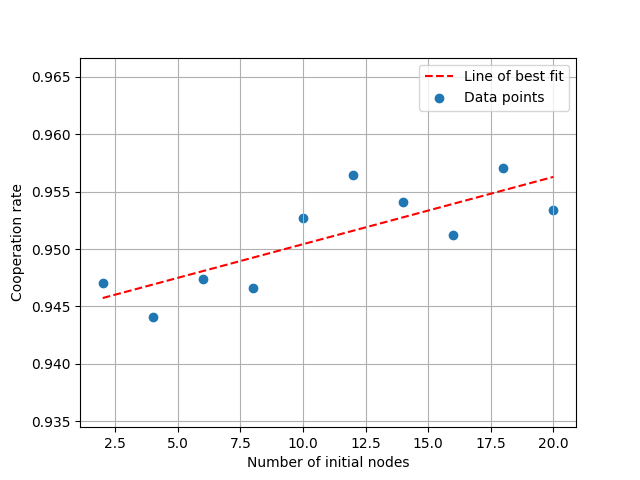 Line of best fit
Data points
0.965
0.960
0.955
0.950
0.945
0.940
0.935
Cooperation rate
2.5 5.0 7.5 10.0 12.5 15.0 17.5 20.0
Number of initial nodes